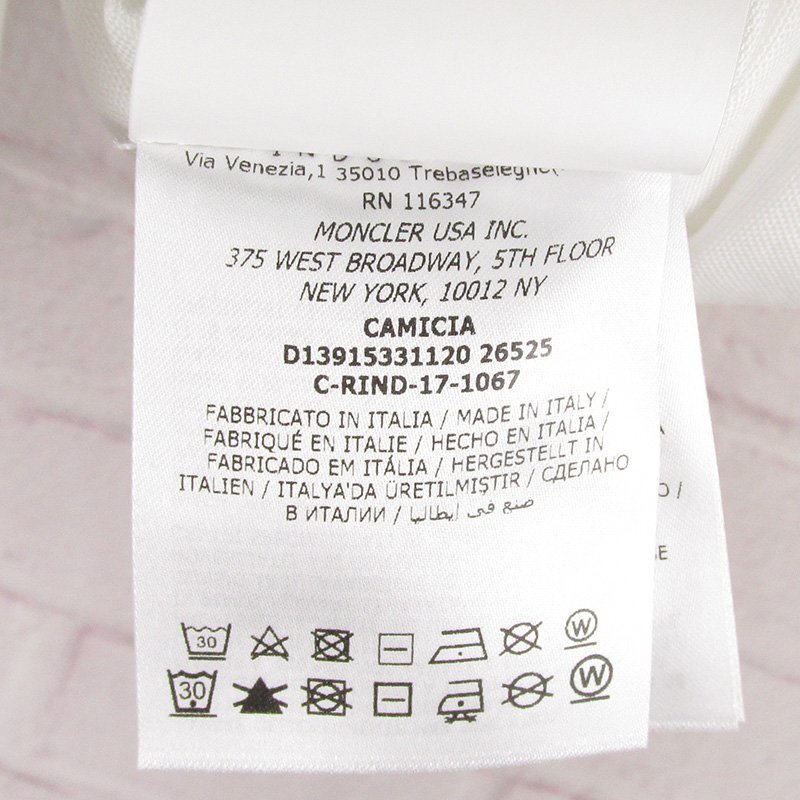 Via Venezia,1 35010 Trebaseleghe
RN 116347
MONCLER USA INC.
375 WEST BROADWAY, 5TH FLOOR
NEW YORK, 10012 NY
CAMICIA
D13915331120 26525
C-RIND-17-1067
FABBRICATO IN ITALIA / MADE IN ITALY /
FABRIQUÉ EN ITALIE / HECHO EN ITALIA /
FABRICADO EM ITÁLIA / HERGESTELLT IN
ITALIEN / ITALYA'DA ÜRETILMIŞTIR / СДЕЛАНО
В ИТАЛИИ / صنع في إيطاليا
30 W
30 W